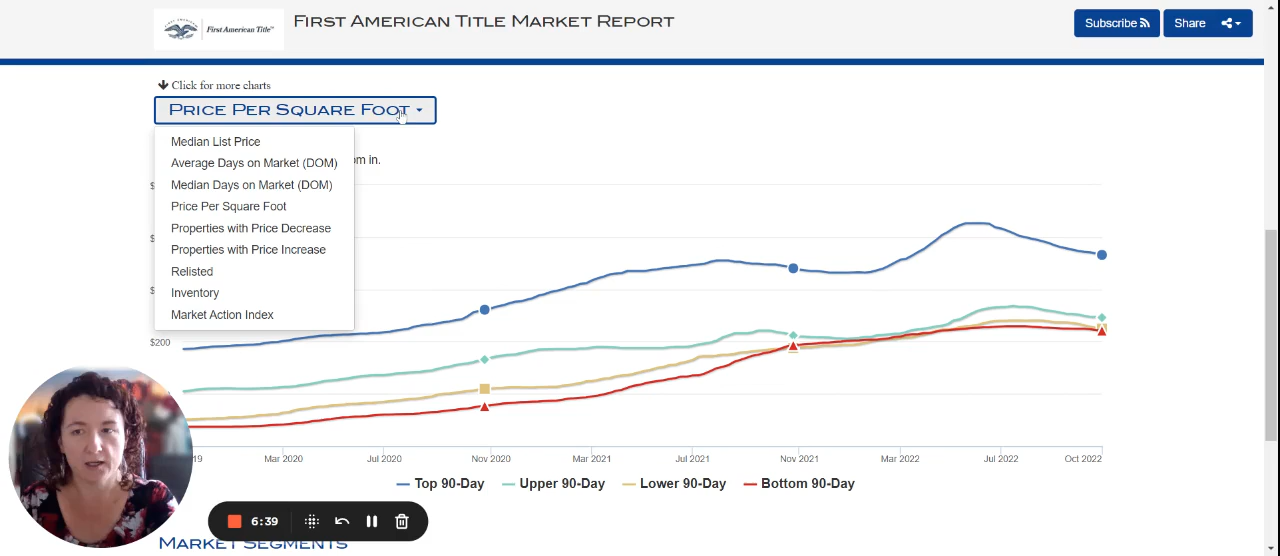 FIRST AMERICAN TITLE MARKET REPORT
First American Title™
Subscribe
Share
Click for more charts
PRICE PER SQUARE FOOT
Median List Price
Average Days on Market (DOM)
om in.
Median Days on Market (DOM)
$
Price Per Square Foot
Properties with Price Decrease
$
Properties with Price Increase
Relisted
Inventory
$
Market Action Index
$200
19
Mar 2020
Jul 2020
Nov 2020
Mar 2021
Jul 2021
Nov 2021
Mar 2022
Jul 2022
Oct 2022
Top 90-Day
Upper 90-Day
Lower 90-Day
Bottom 90-Day
6:39
MARKET SEGMENTS